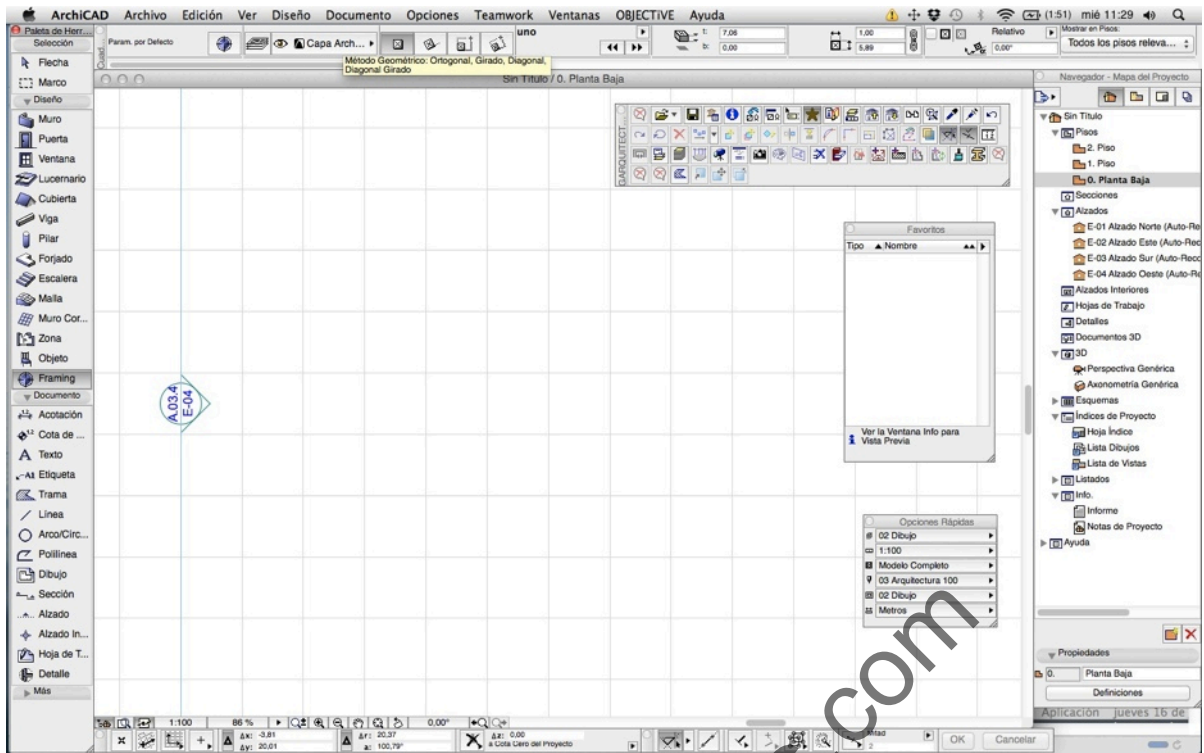 ArchiCAD Archivo Edición Ver Diseño Documento Opciones Teamwork Ventanas OBJECTiVE Ayuda (1:51) mié 11:29
Paleta de Herr...
Selección
Flecha
Marco
Diseño
Muro
Puerta
Ventana
Lucernario
Cubierta
Viga
Pilar
Forjado
Escalera
Malla
Muro Cor...
Zona
Objeto
Framing
Documento
Acotación
Cota de ...
Texto
Etiqueta
Trama
Línea
Arco/Circ...
Polilínea
Dibujo
Sección
Alzado
Alzado In...
Hoja de T...
Detalle
Más
Param. por Defecto
Capa Arch...
uno
t: 7,06
b: 0,00
1,00
5,89
Relativo
0,00°
Mostrar en Pisos:
Todos los pisos releva...
Método Geométrico: Ortogonal, Girado, Diagonal,
Diagonal Girado
Sin Título / 0. Planta Baja
A.03.4
E-04
Favoritos
Tipo Nombre
Ver la Ventana Info para
Vista Previa
Opciones Rápidas
02 Dibujo
1:100
Modelo Completo
03 Arquitectura 100
02 Dibujo
Metros
Navegador - Mapa del Proyecto
Sin Título
Pisos
2. Piso
1. Piso
0. Planta Baja
Secciones
Alzados
E-01 Alzado Norte (Auto-Re
E-02 Alzado Este (Auto-Rec
E-03 Alzado Sur (Auto-Reco
E-04 Alzado Oeste (Auto-Re
Alzados Interiores
Hojas de Trabajo
Detalles
Documentos 3D
3D
Perspectiva Genérica
Axonometría Genérica
Esquemas
Índices de Proyecto
Hoja Índice
Lista Dibujos
Lista de Vistas
Listados
Info.
Informe
Notas de Proyecto
Ayuda
Propiedades
0. Planta Baja
Definiciones
Aplicación jueves 16 de
1:100 86 % 0,00°
Δx: -3,81
Δy: 20,01
Δr: 20,37
a: 100,79°
Δz: 0,00
a Cota Cero del Proyecto
Mitad
2
OK Cancelar
com